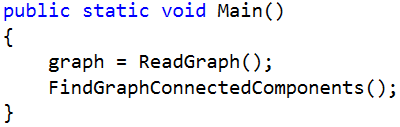 public static void Main()
{
    graph = ReadGraph();
    FindGraphConnectedComponents();
}